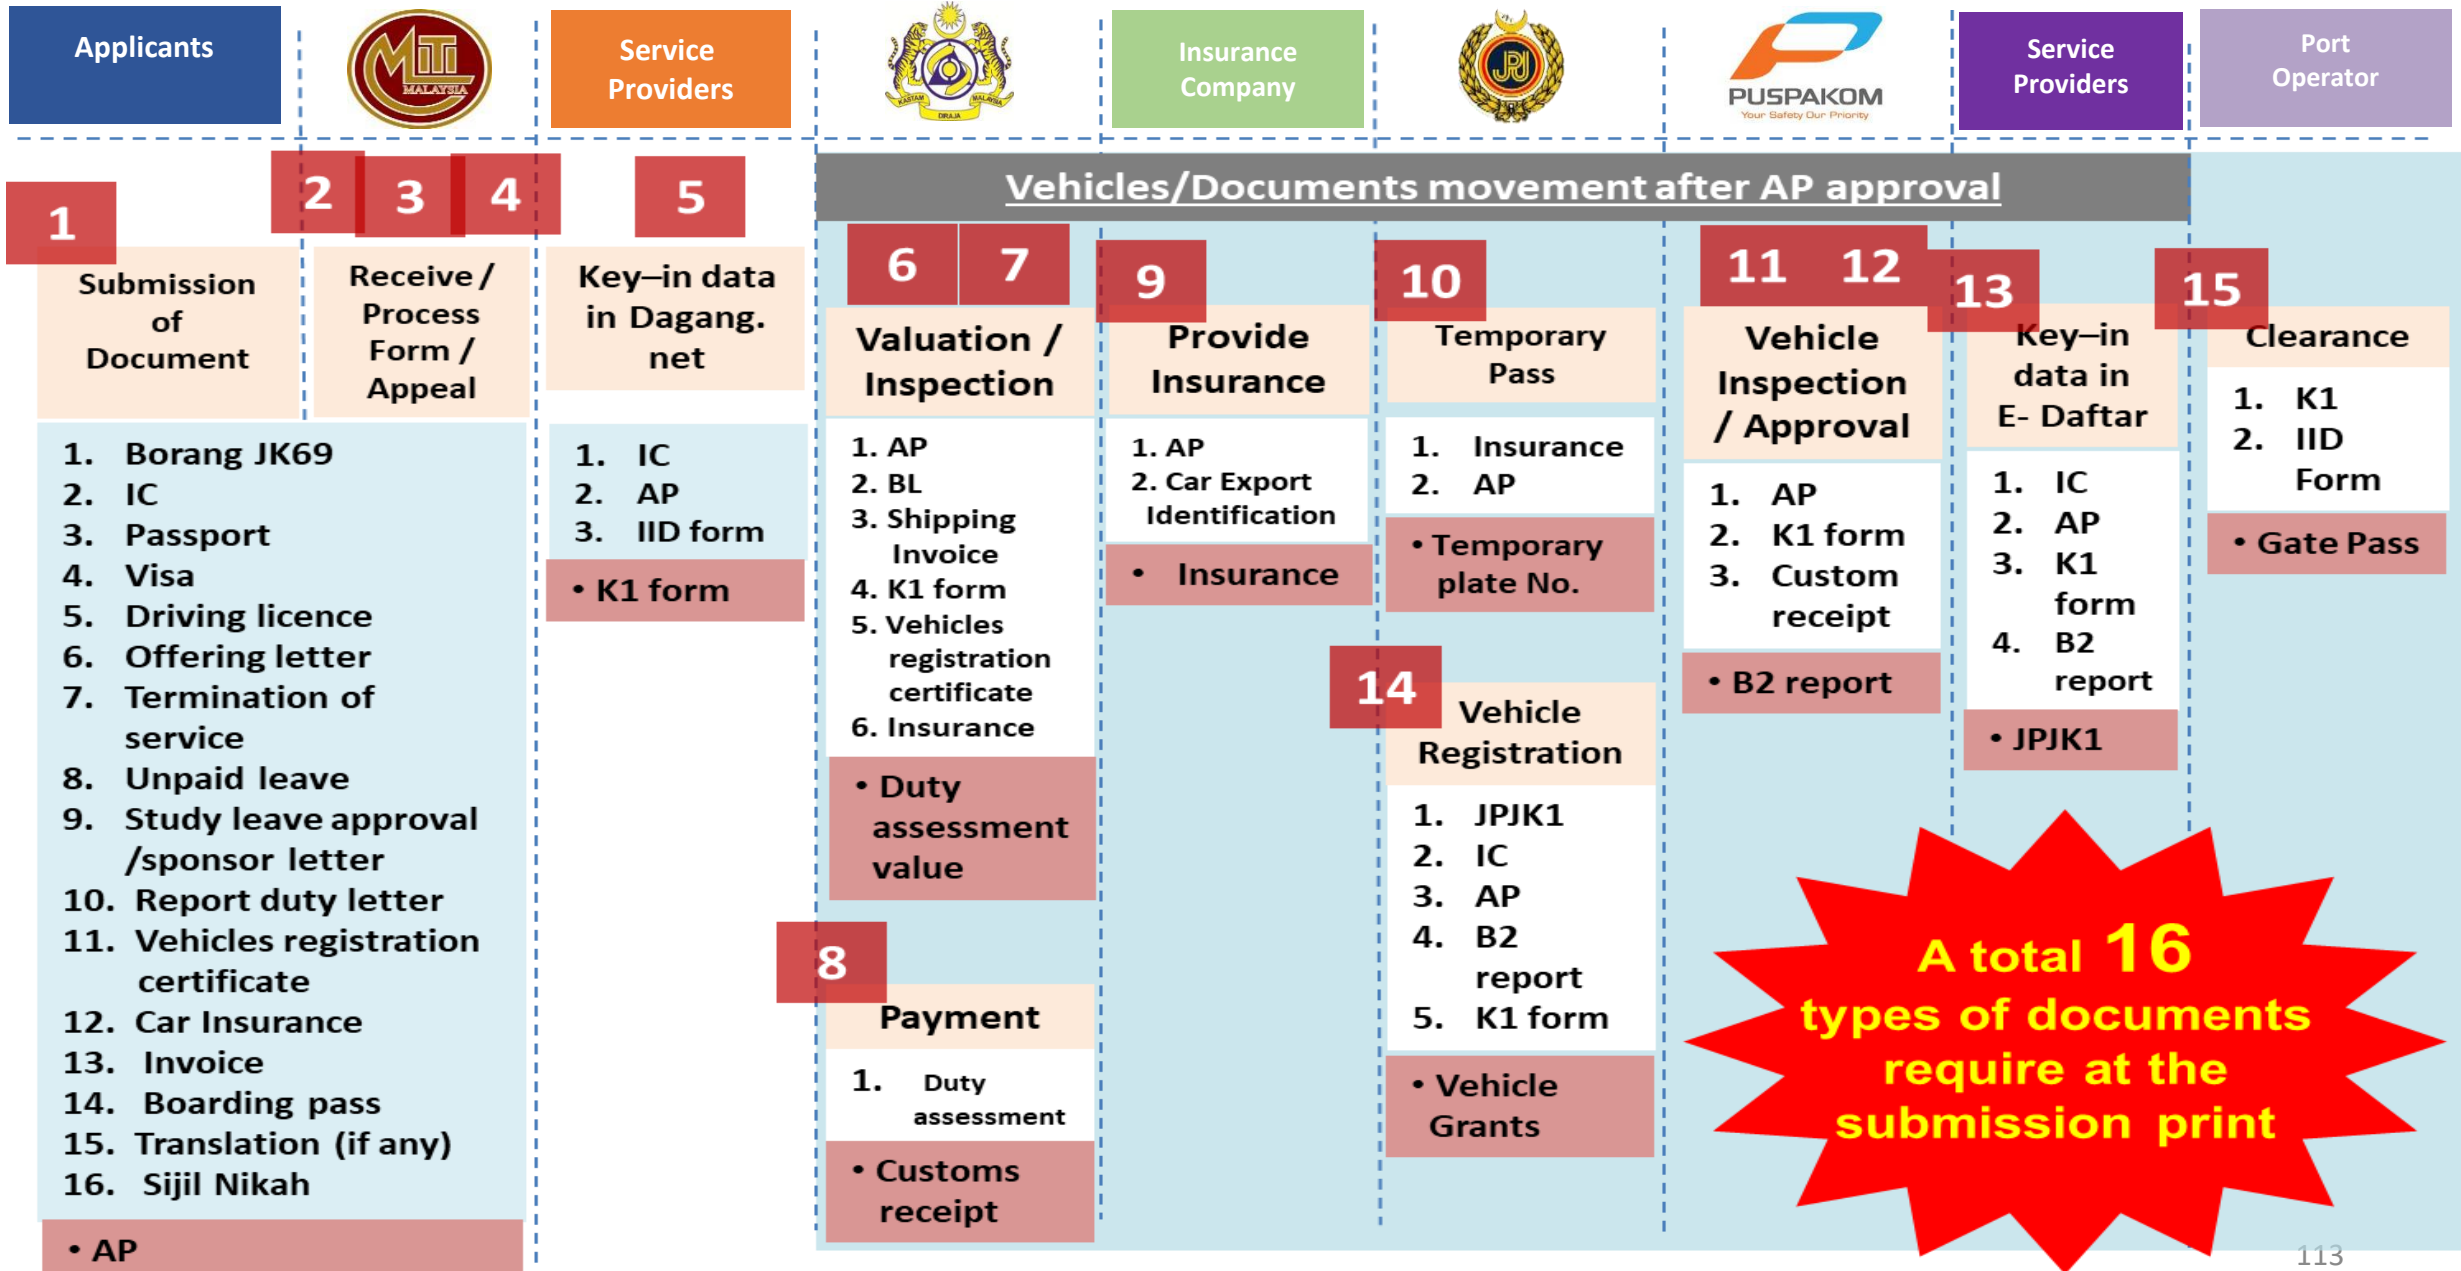 Applicants
MITI
MALAYSIA
Service
Providers
KASTAM
DIRAJA
MALAYSIA
Insurance
Company
JPJ
PUSPAKOM
Your Safety Our Priority
Service
Providers
Port
Operator
Vehicles/Documents movement after AP approval
1
Submission
of
Document
2
3
4
Receive /
Process
Form /
Appeal
1. Borang JK69
2. IC
3. Passport
4. Visa
5. Driving licence
6. Offering letter
7. Termination of
service
8. Unpaid leave
9. Study leave approval
/sponsor letter
10. Report duty letter
11. Vehicles registration
certificate
12. Car Insurance
13. Invoice
14. Boarding pass
15. Translation (if any)
16. Sijil Nikah
• AP
5
Key–in data
in Dagang.
net
1. IC
2. AP
3. IID form
• K1 form
6
7
Valuation /
Inspection
1. AP
2. BL
3. Shipping
Invoice
4. K1 form
5. Vehicles
registration
certificate
6. Insurance
• Duty
assessment
value
8
Payment
1. Duty
assessment
• Customs
receipt
9
Provide
Insurance
1. AP
2. Car Export
Identification
• Insurance
10
Temporary
Pass
1. Insurance
2. AP
• Temporary
plate No.
14
Vehicle
Registration
1. JPJK1
2. IC
3. AP
4. B2
report
5. K1 form
• Vehicle
Grants
11
12
Vehicle
Inspection
/ Approval
1. AP
2. K1 form
3. Custom
receipt
• B2 report
13
Key–in
data in
E- Daftar
1. IC
2. AP
3. K1
form
4. B2
report
• JPJK1
15
Clearance
1. K1
2. IID
Form
• Gate Pass
A total 16
types of documents
require at the
submission print
113